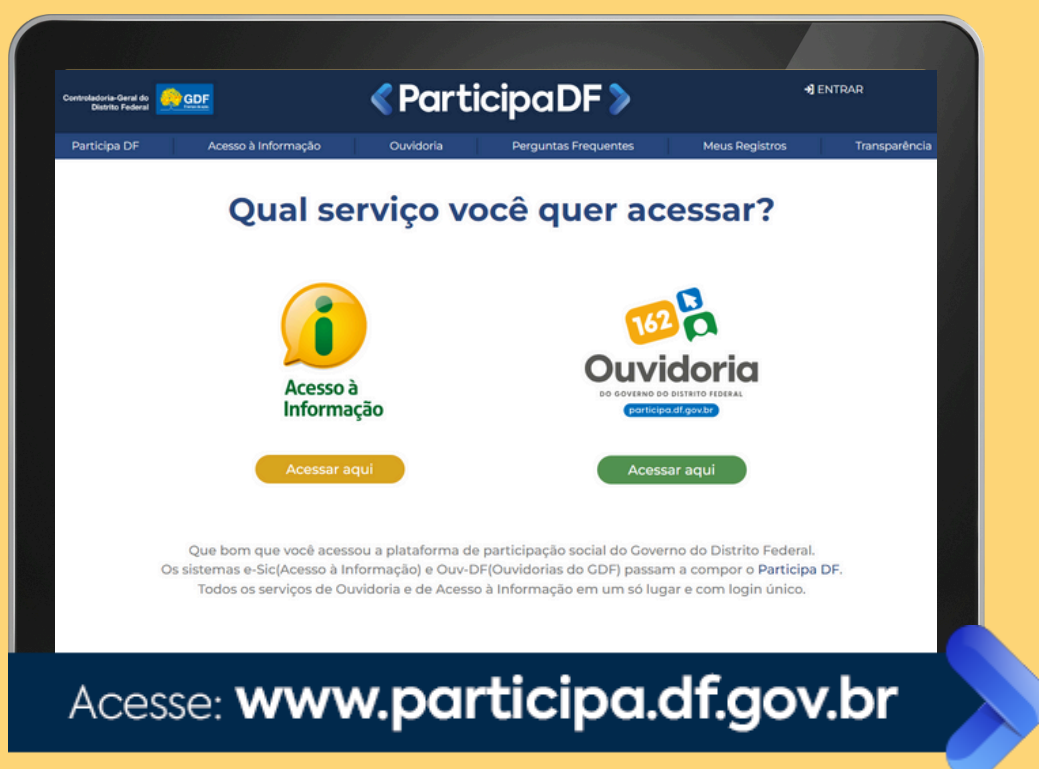 Controladoria-Geral do
Distrito Federal
GDF
ParticipaDF
ENTRAR
Participa DF
Acesso à Informação
Ouvidoria
Perguntas Frequentes
Meus Registros
Transparência
Qual serviço você quer acessar?
Acesso à
Informação
162
Ouvidoria
DO GOVERNO DO DISTRITO FEDERAL
participa.df.gov.br
Acessar aqui
Acessar aqui
Que bom que você acessou a plataforma de participação social do Governo do Distrito Federal.
Os sistemas e-Sic(Acesso à Informação) e Ouv-DF(Ouvidorias do GDF) passam a compor o Participa DF.
Todos os serviços de Ouvidoria e de Acesso à Informação em um só lugar e com login único.
Acesse: www.participa.df.gov.br